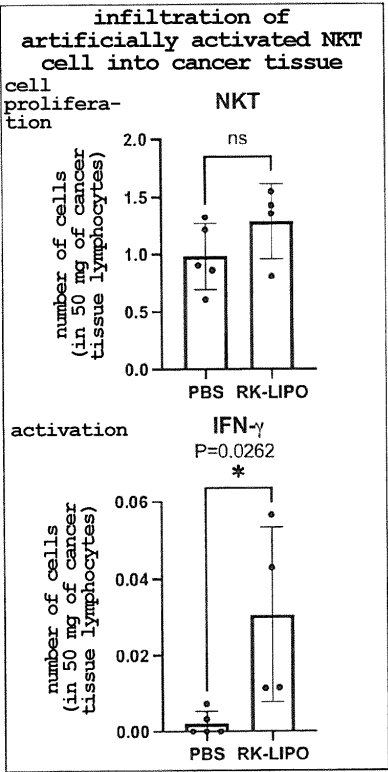 infiltration of
artificially activated NKT
cell into cancer tissue
cell
prolifera-
tion
NKT
ns
number of cells
(in 50 mg of cancer
tissue lymphocytes)
2.0
1.5
1.0
0.5
0.0
PBS RK-LIPO
activation
IFN-γ
P=0.0262
*
number of cells
(in 50 mg of cancer
tissue lymphocytes)
0.06
0.04
0.02
0.00
PBS RK-LIPO